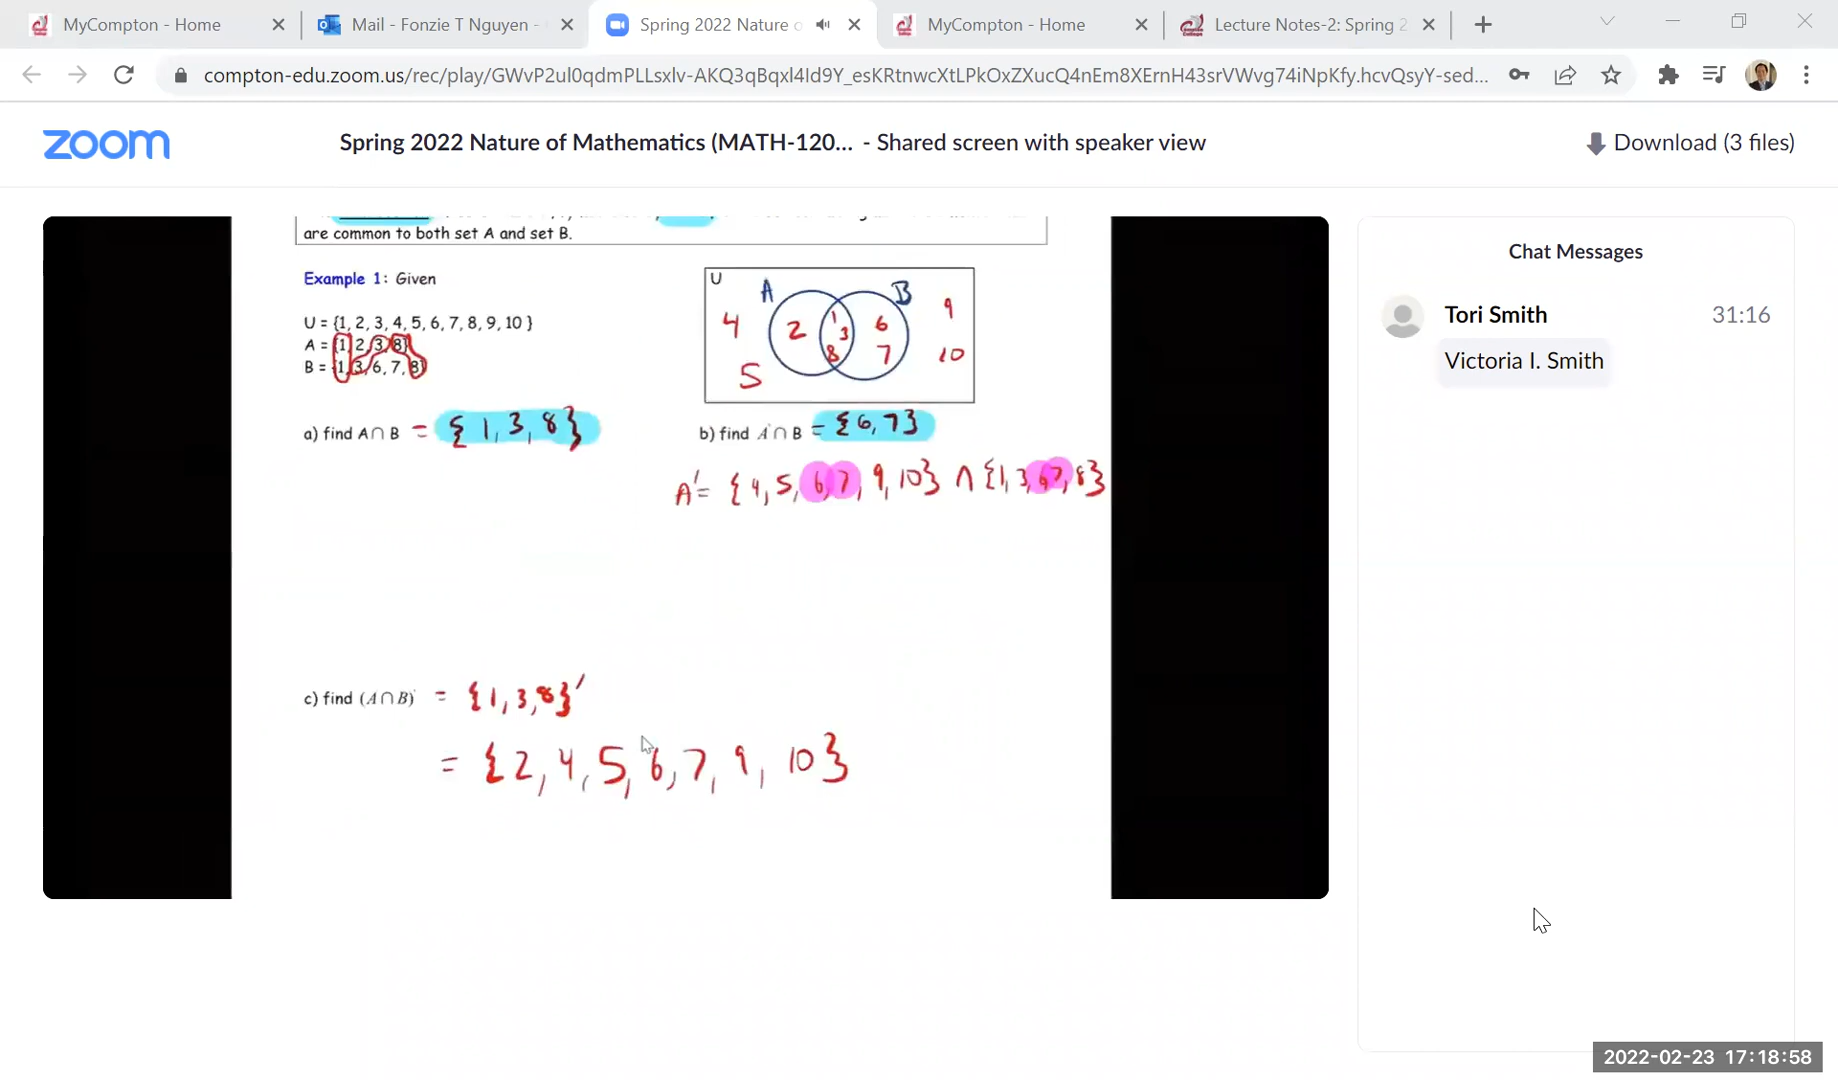 MyCompton - Home
Mail - Fonzie T Nguyen -
Spring 2022 Nature o
MyCompton - Home
Lecture Notes-2: Spring 2
compton-edu.zoom.us/rec/play/GWvP2ul0qdmPLLsxlv-AKQ3qBqxl4Id9Y_esKRtnwcXtLPkOxZXucQ4nEm8XErnH43srVWvg74iNpKfy.hcvQsyY-sed...
zoom
Spring 2022 Nature of Mathematics (MATH-120... - Shared screen with speaker view
Download (3 files)
are common to both set A and set B.
Example 1: Given
U = {1, 2, 3, 4, 5, 6, 7, 8, 9, 10 }
A = {1, 2, 3, 8}
B = {1, 3, 6, 7, 8}
U
A
B
4
2
1
3
8
6
7
9
10
5
a) find A∩B = {1, 3, 8}
b) find A'∩B = {6, 7}
A' = {4, 5, 6, 7, 9, 10} ∩ {1, 3, 6, 7, 8}
c) find (A∩B)' = {1, 3, 8}'
= {2, 4, 5, 6, 7, 9, 10}
Chat Messages
Tori Smith 31:16
Victoria I. Smith
2022-02-23 17:18:58